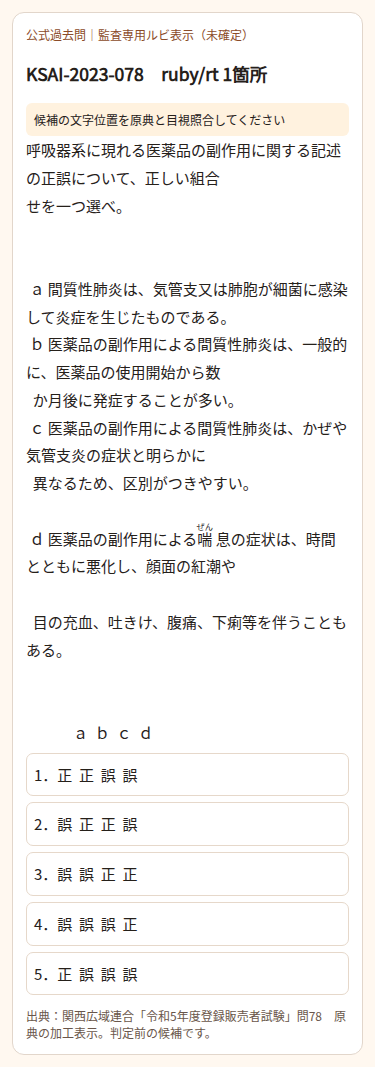 公式過去問｜監査専用ルビ表示（未確定）
KSAI-2023-078　ruby/rt 1箇所
候補の文字位置を原典と目視照合してください
呼吸器系に現れる医薬品の副作用に関する記述
の正誤について、正しい組合
せを一つ選べ。
ａ 間質性肺炎は、気管支又は肺胞が細菌に感染
して炎症を生じたものである。
ｂ 医薬品の副作用による間質性肺炎は、一般的
に、医薬品の使用開始から数
か月後に発症することが多い。
ｃ 医薬品の副作用による間質性肺炎は、かぜや
気管支炎の症状と明らかに
異なるため、区別がつきやすい。
ぜん
ｄ 医薬品の副作用による喘 息の症状は、時間
とともに悪化し、顔面の紅潮や
目の充血、吐きけ、腹痛、下痢等を伴うことも
ある。
ａ ｂ ｃ ｄ
1．正 正 誤 誤
2．誤 正 正 誤
3．誤 誤 正 正
4．誤 誤 誤 正
5．正 誤 誤 誤
出典：関西広域連合「令和5年度登録販売者試験」問78　原
典の加工表示。判定前の候補です。